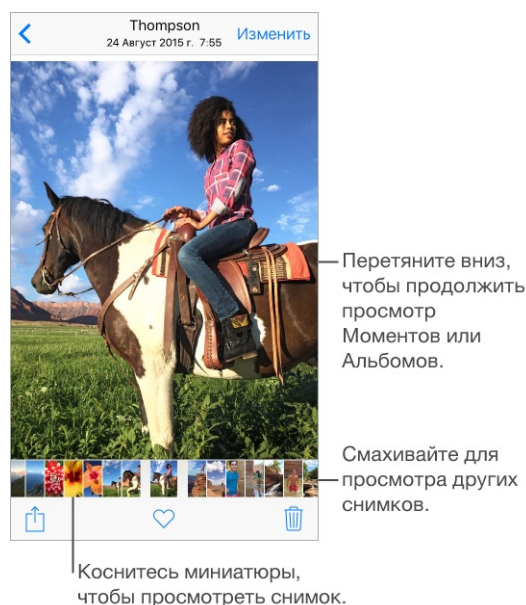 Thompson
24 Август 2015 г. 7:55
Изменить
Перетяните вниз,
чтобы продолжить
просмотр
Моментов или
Альбомов.
Смахивайте для
просмотра других
снимков.
Коснитесь миниатюры,
чтобы просмотреть снимок.